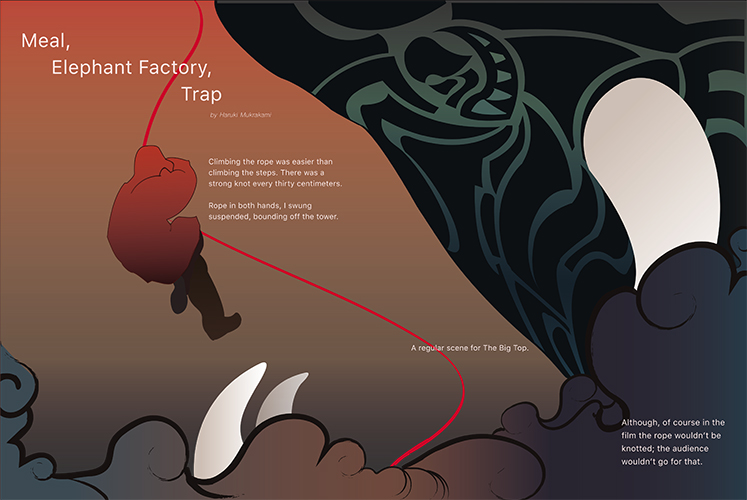 Meal,
Elephant Factory,
Trap
by Haruki Muktakami
Climbing the rope was easier than
climbing the steps. There was a
strong knot every thirty centimeters.
Rope in both hands, I swung
suspended, bounding off the tower.
A regular scene for The Big Top.
Although, of course in the
film the rope wouldn't be
knotted; the audience
wouldn't go for that.